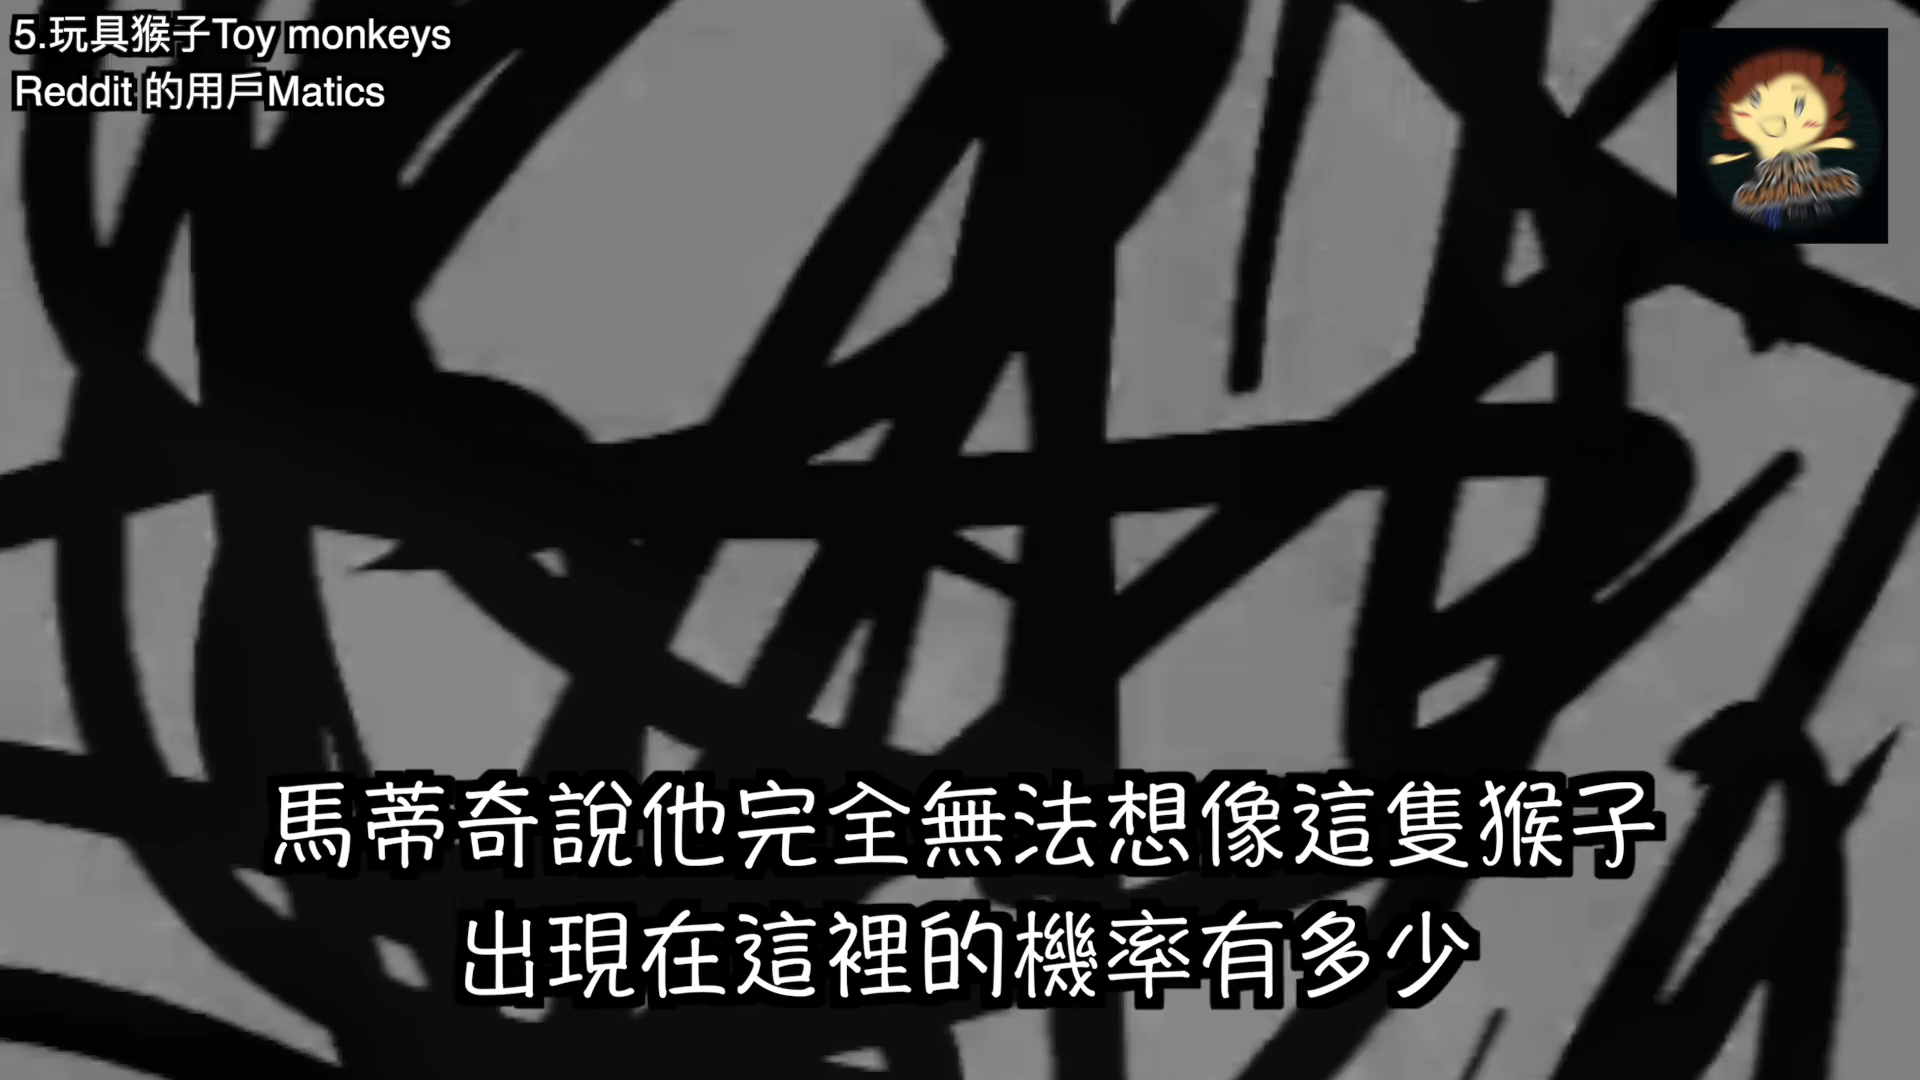 5.玩具猴子Toy monkeys
Reddit 的用戶Matics
馬蒂奇說他完全無法想像這隻猴子
出現在這裡的機率有多少